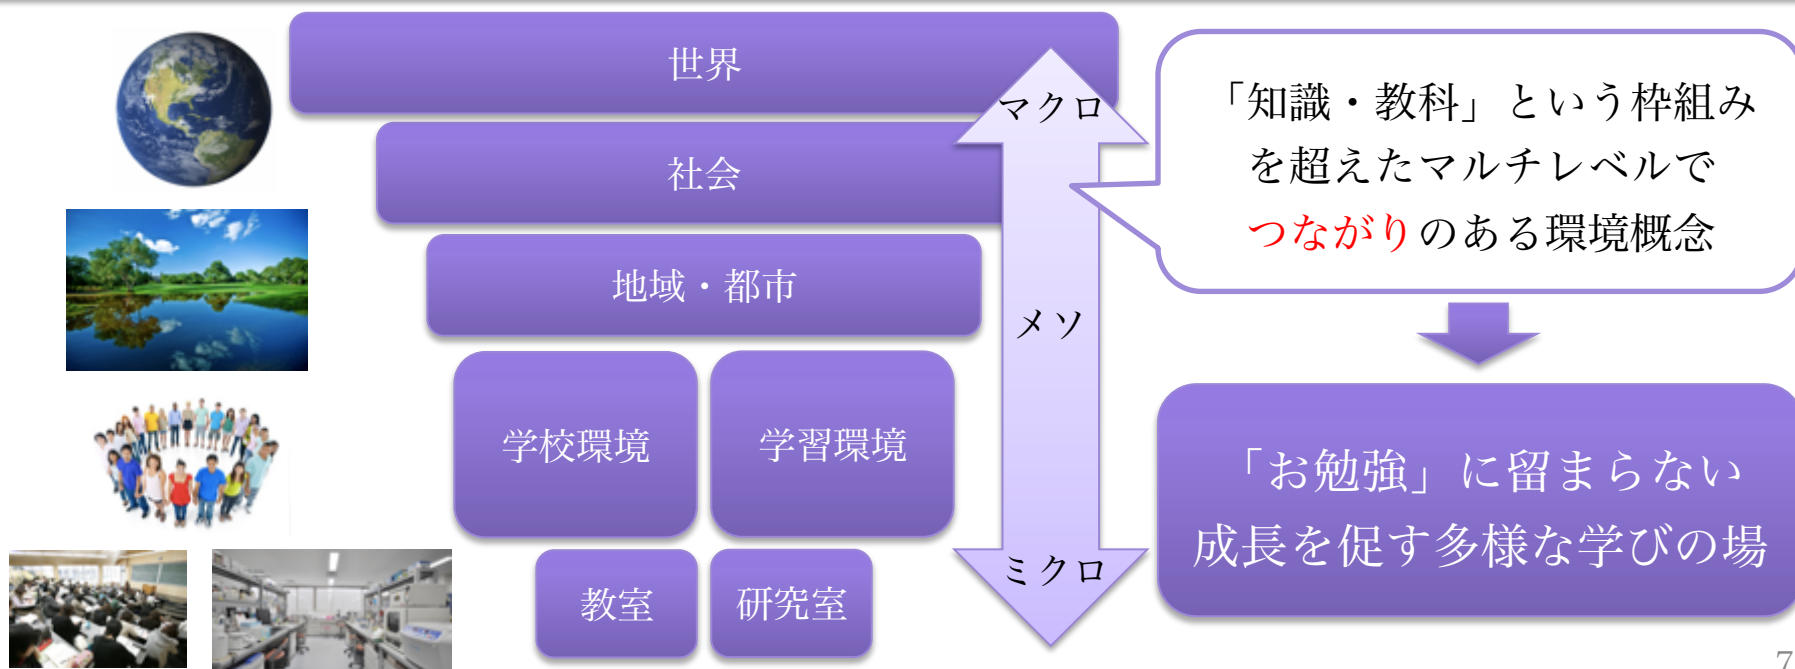 世界
社会
地域・都市
学校環境
学習環境
教室
研究室
マクロ
メソ
ミクロ
「知識・教科」という枠組み
を超えたマルチレベルで
つながりのある環境概念
「お勉強」に留まらない
成長を促す多様な学びの場
7